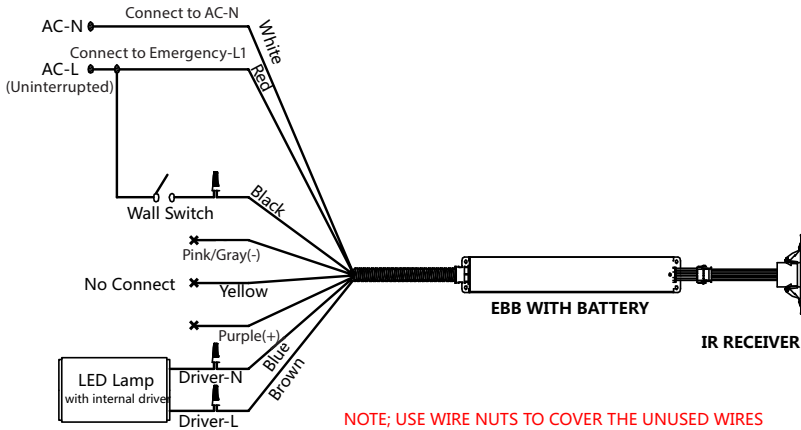 Connect to AC-N
AC-N
White
Connect to Emergency-L1
AC-L
(Uninterrupted)
Red
Black
Wall Switch
Pink/Gray(-)
No Connect
Yellow
Purple(+)
EBB WITH BATTERY
IR RECEIVER
Blue
Brown
LED Lamp
with internal driver
Driver-N
Driver-L
NOTE; USE WIRE NUTS TO COVER THE UNUSED WIRES